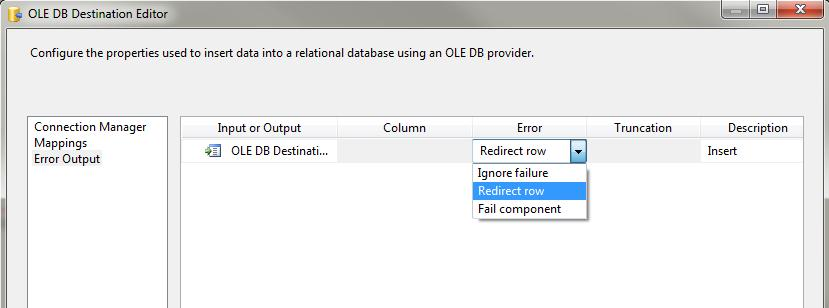 OLE DB Destination Editor
Configure the properties used to insert data into a relational database using an OLE DB provider.
Connection Manager
Mappings
Error Output
Input or Output Column Error Truncation Description
OLE DB Destinati... Redirect row Insert
Ignore failure
Redirect row
Fail component